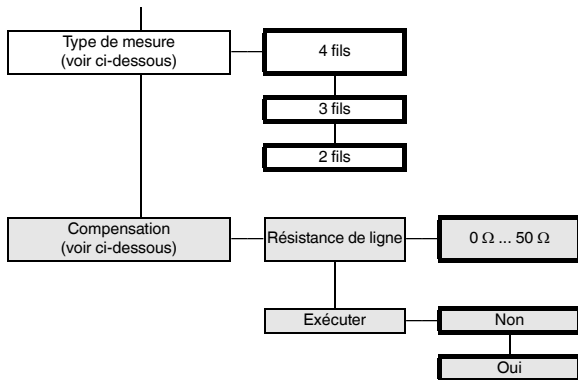 Type de mesure
(voir ci-dessous)
4 fils
3 fils
2 fils
Compensation
(voir ci-dessous)
Résistance de ligne
0 Ω ... 50 Ω
Exécuter
Non
Oui